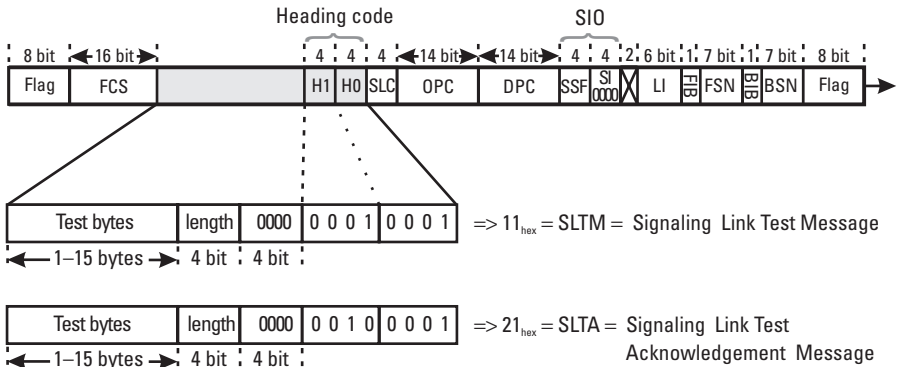 Heading code
SIO
8 bit 16 bit 4 4 4 14 bit 14 bit 4 4 2 6 bit 1 7 bit 1 7 bit 8 bit
Flag FCS H1 H0 SLC OPC DPC SSF SI 0000 LI FIB FSN BIB BSN Flag
Test bytes length 0000 0 0 0 1 0 0 0 1 => 11hex = SLTM = Signaling Link Test Message
1–15 bytes 4 bit 4 bit
Test bytes length 0000 0 0 1 0 0 0 0 1 => 21hex = SLTA = Signaling Link Test
1–15 bytes 4 bit 4 bit Acknowledgement Message